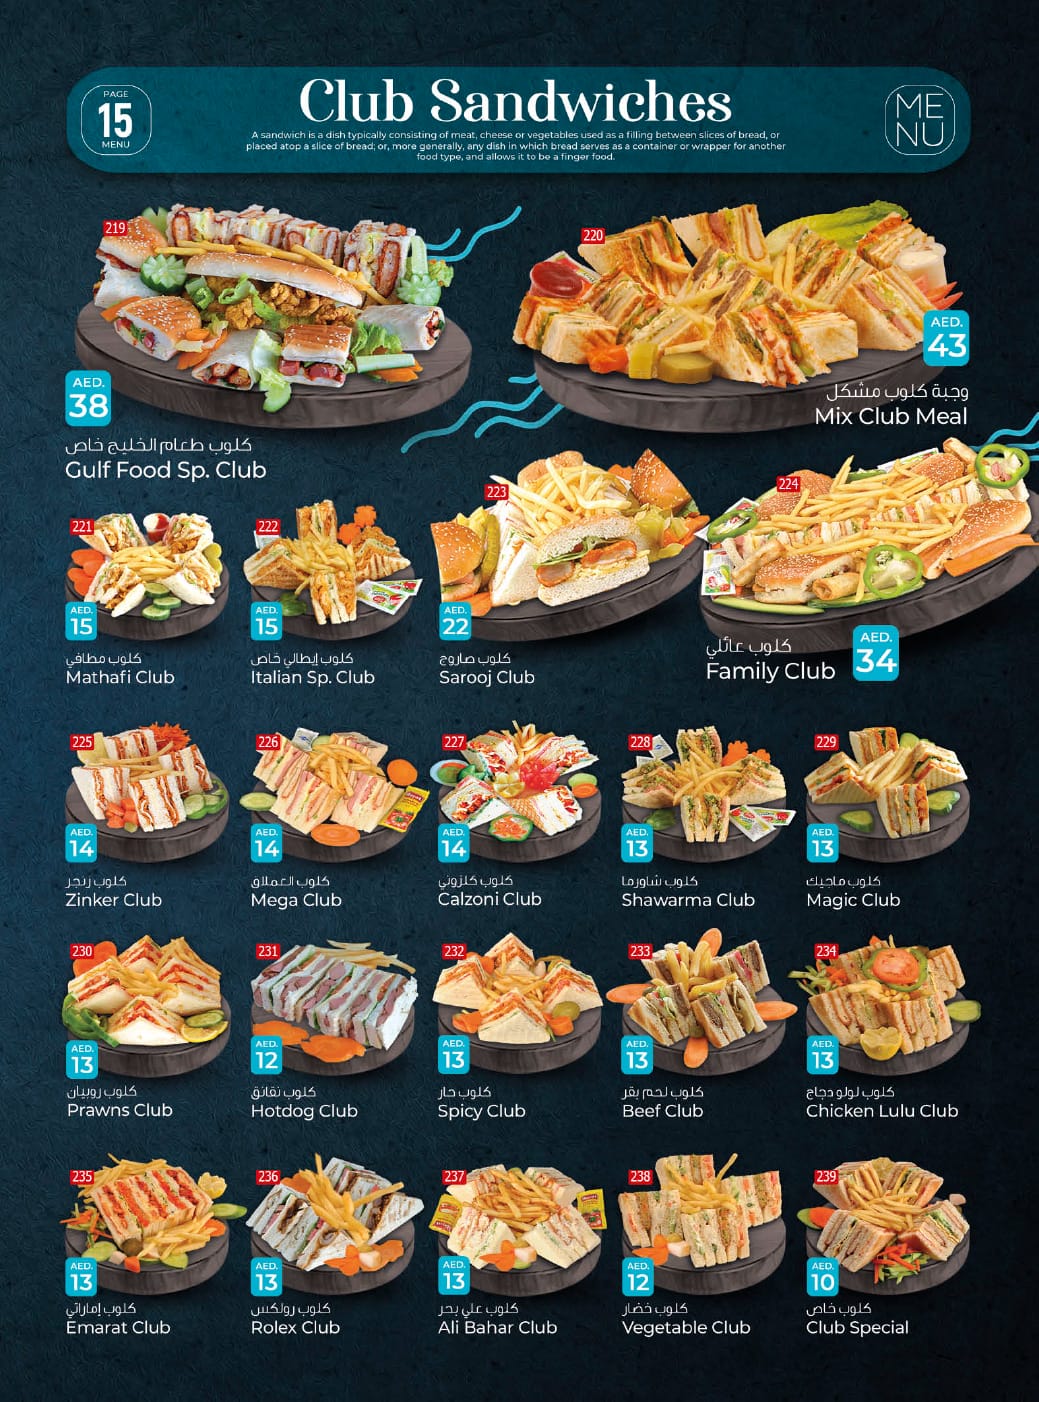 PAGE
15
MENU
Club Sandwiches
A sandwich is a dish typically consisting of meat, cheese or vegetables used as a filling between slices of bread, or
placed atop a slice of bread; or, more generally, any dish in which bread serves as a container or wrapper for another
food type, and allows it to be a finger food.
ME
NU
219
AED.
38
كلوب طعام الخليج خاص
Gulf Food Sp. Club
220
AED.
43
وجبة كلوب مشكل
Mix Club Meal
221
AED.
15
كلوب مطافي
Mathafi Club
222
AED.
15
كلوب إيطالي خاص
Italian Sp. Club
223
AED.
22
كلوب صاروج
Sarooj Club
224
كلوب عائلي
Family Club
AED.
34
225
AED.
14
كلوب زنجر
Zinker Club
226
AED.
14
كلوب العملاق
Mega Club
227
AED.
14
كلوب كلزوني
Calzoni Club
228
AED.
13
كلوب شاورما
Shawarma Club
229
AED.
13
كلوب ماجيك
Magic Club
230
AED.
13
كلوب روبيان
Prawns Club
231
AED.
12
كلوب نقانق
Hotdog Club
232
AED.
13
كلوب حار
Spicy Club
233
AED.
13
كلوب لحم بقر
Beef Club
234
AED.
13
كلوب لولو دجاج
Chicken Lulu Club
235
AED.
13
كلوب إماراتي
Emarat Club
236
AED.
13
كلوب رولكس
Rolex Club
237
AED.
13
كلوب علي بحر
Ali Bahar Club
238
AED.
12
كلوب خضار
Vegetable Club
239
AED.
10
كلوب خاص
Club Special